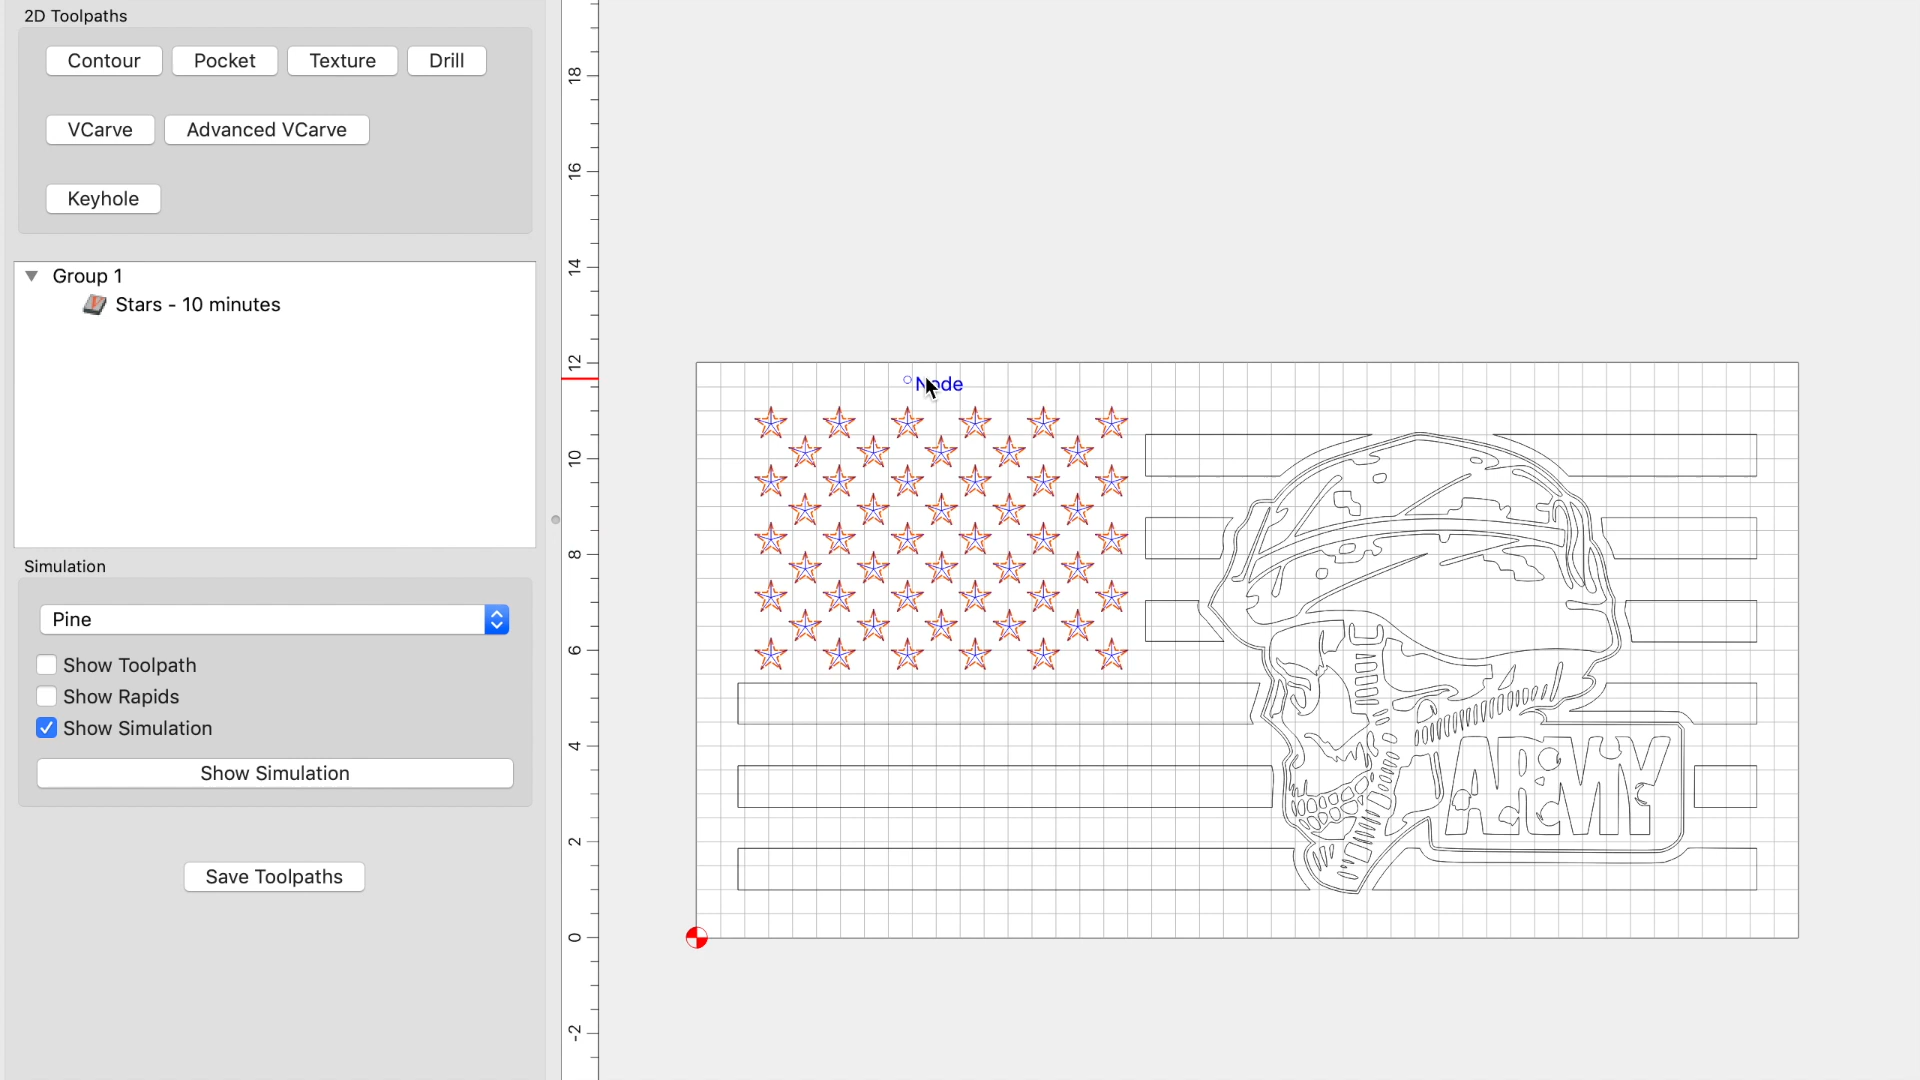 2D Toolpaths
Contour Pocket Texture Drill
VCarve Advanced VCarve
Keyhole
Group 1
Stars - 10 minutes
Simulation
Pine
Show Toolpath
Show Rapids
Show Simulation
Show Simulation
Save Toolpaths
18
16
14
12
10
8
6
4
2
0
-2
Node
ARMY